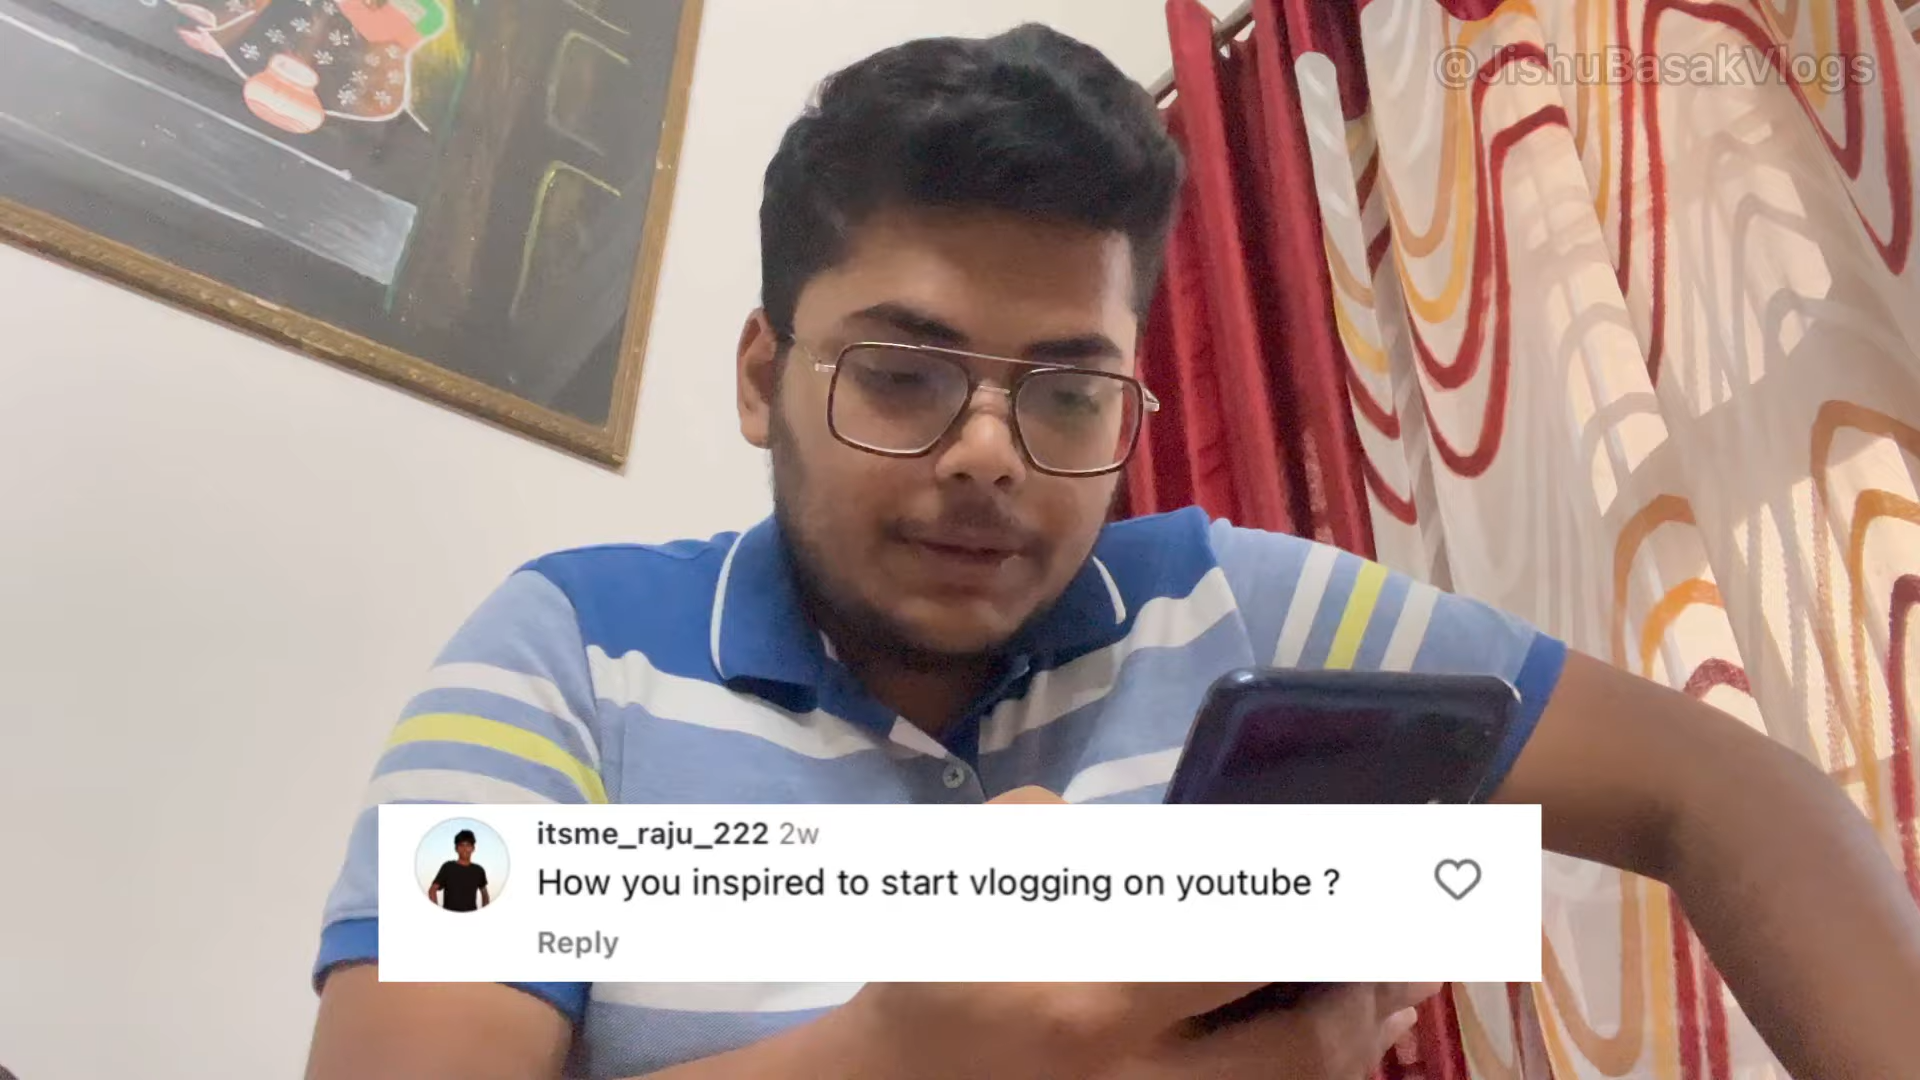 @JishuBasakVlogs
itsme_raju_222 2w
How you inspired to start vlogging on youtube ?
Reply